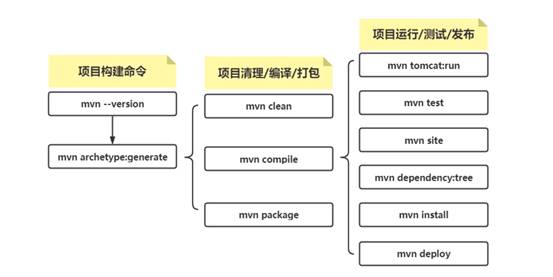 项目构建命令
mvn --version
mvn archetype:generate
项目清理/编译/打包
mvn clean
mvn compile
mvn package
项目运行/测试/发布
mvn tomcat:run
mvn test
mvn site
mvn dependency:tree
mvn install
mvn deploy